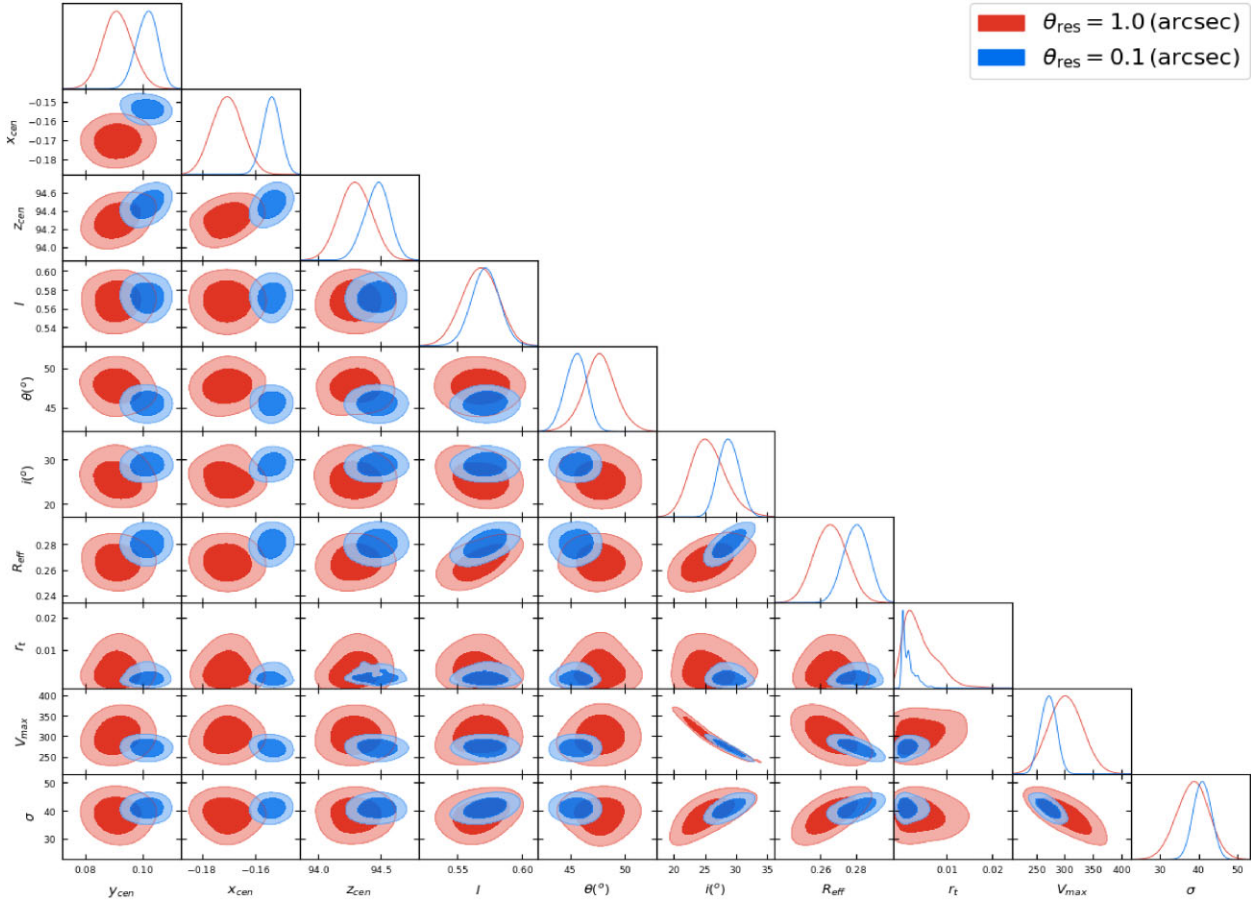 θres = 1.0 (arcsec)
θres = 0.1 (arcsec)
−0.15
−0.16
−0.17
−0.18
xcen
94.6
94.4
94.2
94.0
zcen
0.60
0.58
0.56
0.54
I
50
45
θ(°)
30
20
i(°)
0.28
0.26
0.24
Reff
0.02
0.01
rt
400
350
300
250
Vmax
50
40
30
σ
0.08 0.10 −0.18 −0.16 94.0 94.5 0.55 0.60 45 50 20 25 30 35 0.26 0.28 0.01 0.02 250 300 350 400 30 40 50
ycen xcen zcen I θ(°) i(°) Reff rt Vmax σ